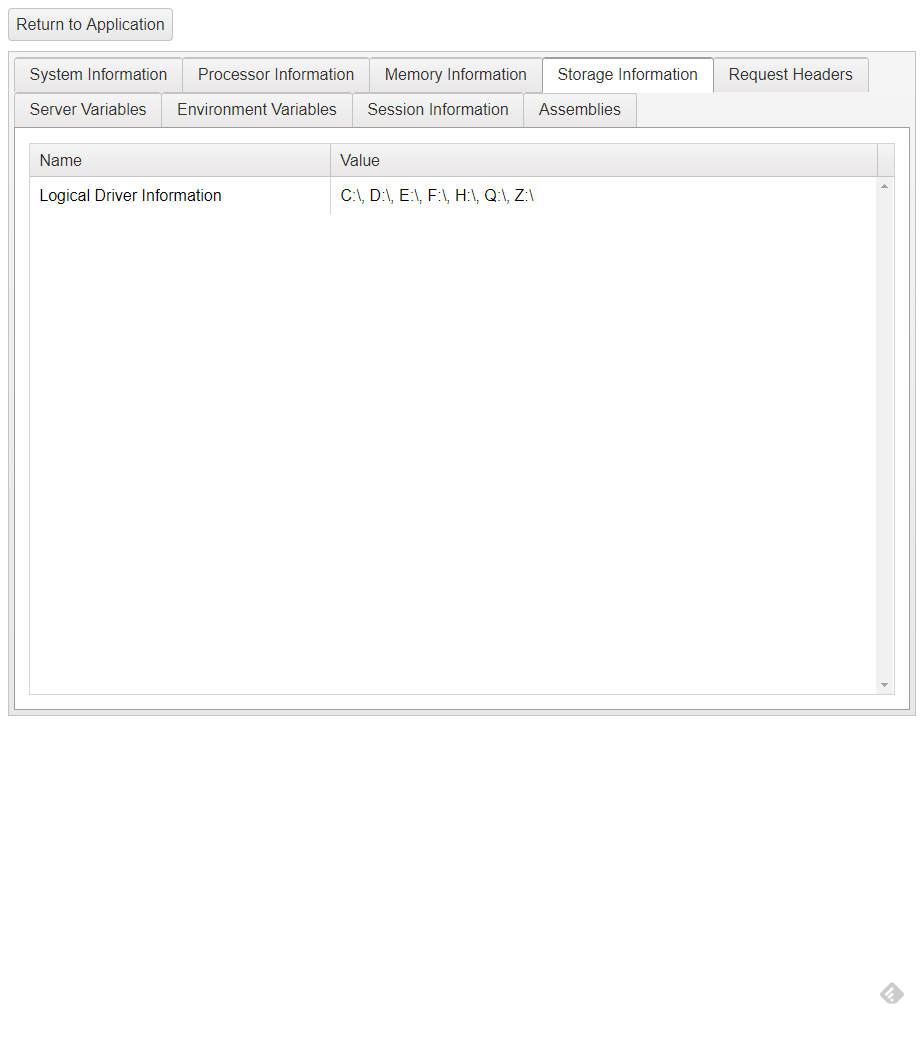 Return to Application
System Information Processor Information Memory Information Storage Information Request Headers
Server Variables Environment Variables Session Information Assemblies
Name Value
Logical Driver Information C:\, D:\, E:\, F:\, H:\, Q:\, Z:\